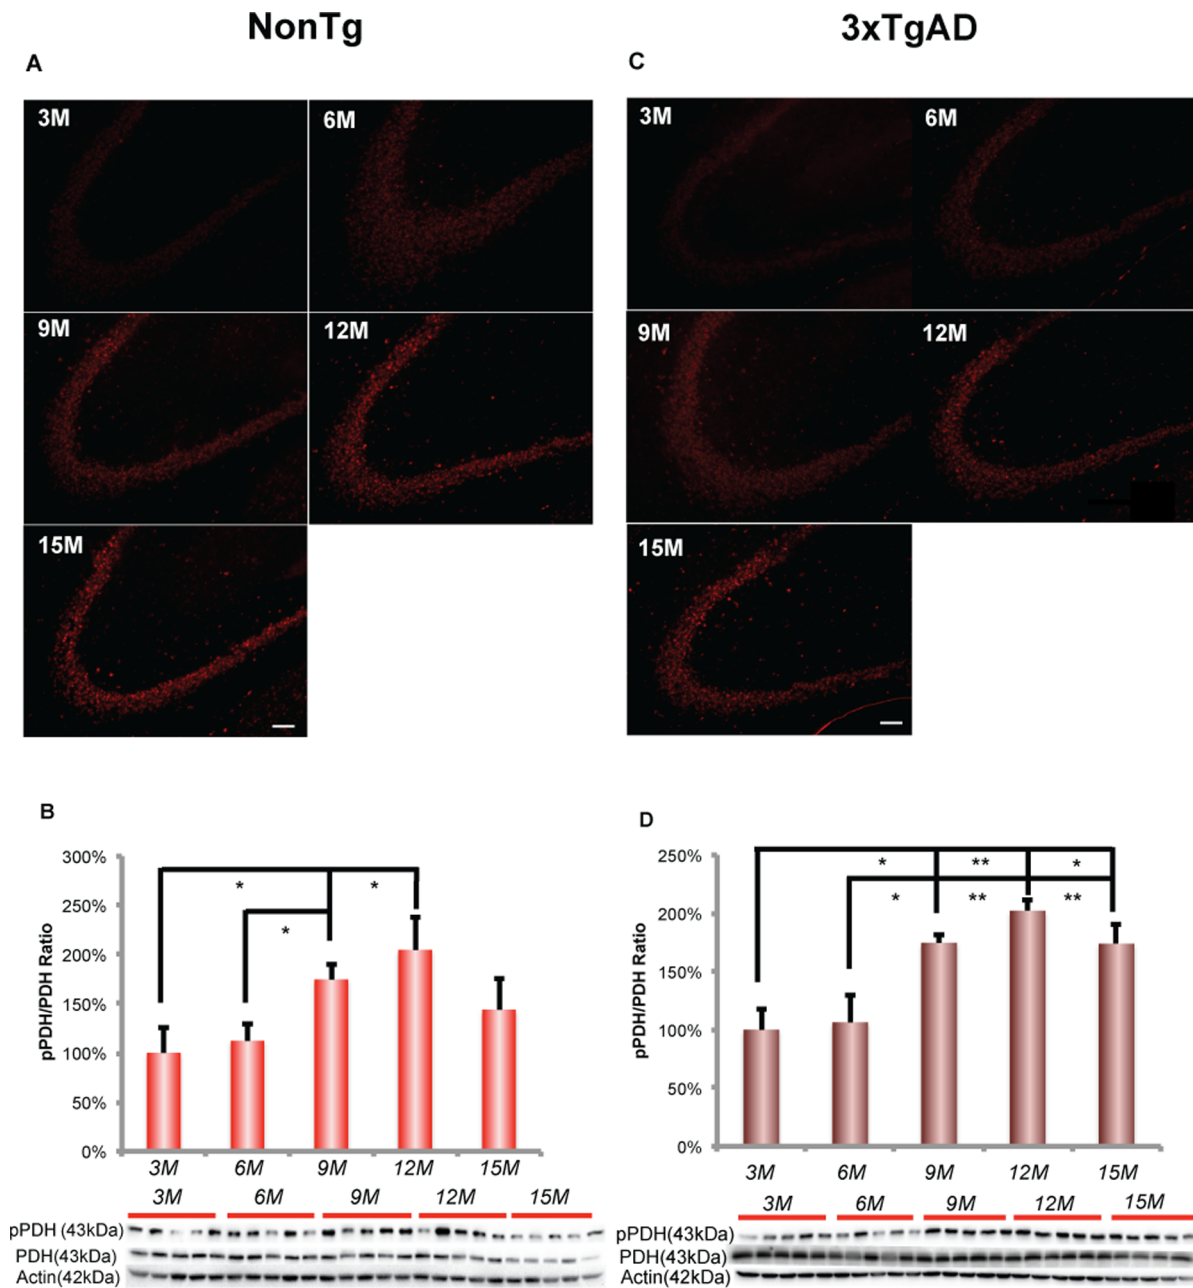 NonTg 3xTgAD
A C
3M 6M 3M 6M
9M 12M 9M 12M
15M 15M
B
300%
250%
200%
150%
100%
50%
0%
pPDH/PDH Ratio
* *
*
3M 6M 9M 12M 15M
3M 6M 9M 12M 15M
pPDH (43kDa)
PDH(43kDa)
Actin(42kDa)
D
250%
200%
150%
100%
50%
0%
pPDH/PDH Ratio
* ** *
* ** **
3M 6M 9M 12M 15M
3M 6M 9M 12M 15M
pPDH(43kDa)
PDH(43kDa)
Actin(42kDa)